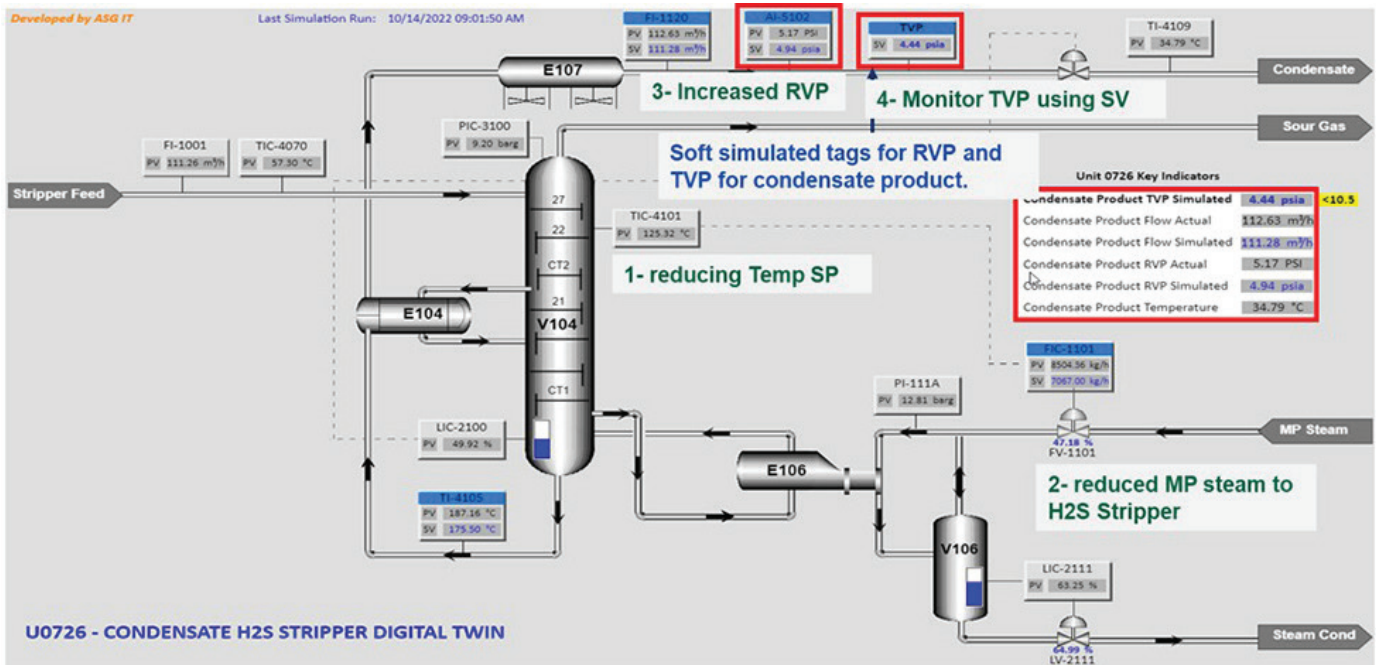 Developed by ASG IT
Last Simulation Run: 10/14/2022 09:01:50 AM
FI-1120
PV 112.63 m³/h
SV 111.28 m³/h
AI-5102
PV 5.17 PSI
SV 4.94 psia
TVP
SV 4.44 psia
TI-4109
PV 34.79 °C
E107
Condensate
3- Increased RVP
4- Monitor TVP using SV
PIC-3100
PV 9.20 barg
Sour Gas
FI-1001
PV 111.26 m³/h
TIC-4070
PV 57.30 °C
Soft simulated tags for RVP and
TVP for condensate product.
Stripper Feed
Unit 0726 Key Indicators
Condensate Product TVP Simulated 4.44 psia <10.5
Condensate Product Flow Actual 112.63 m³/h
Condensate Product Flow Simulated 111.28 m³/h
Condensate Product RVP Actual 5.17 PSI
Condensate Product RVP Simulated 4.94 psia
Condensate Product Temperature 34.79 °C
27
22
CT2
21
V104
CT1
TIC-4101
PV 125.32 °C
1- reducing Temp SP
E104
FIC-1101
PV 8504.36 kg/h
SV 7067.00 kg/h
PI-111A
PV 12.81 barg
LIC-2100
PV 49.92 %
MP Steam
47.18 %
FV-1101
E106
2- reduced MP steam to
H2S Stripper
TI-4105
PV 187.16 °C
SV 175.50 °C
V106
LIC-2111
PV 63.25 %
U0726 - CONDENSATE H2S STRIPPER DIGITAL TWIN
Steam Cond
64.99 %
LV-2111